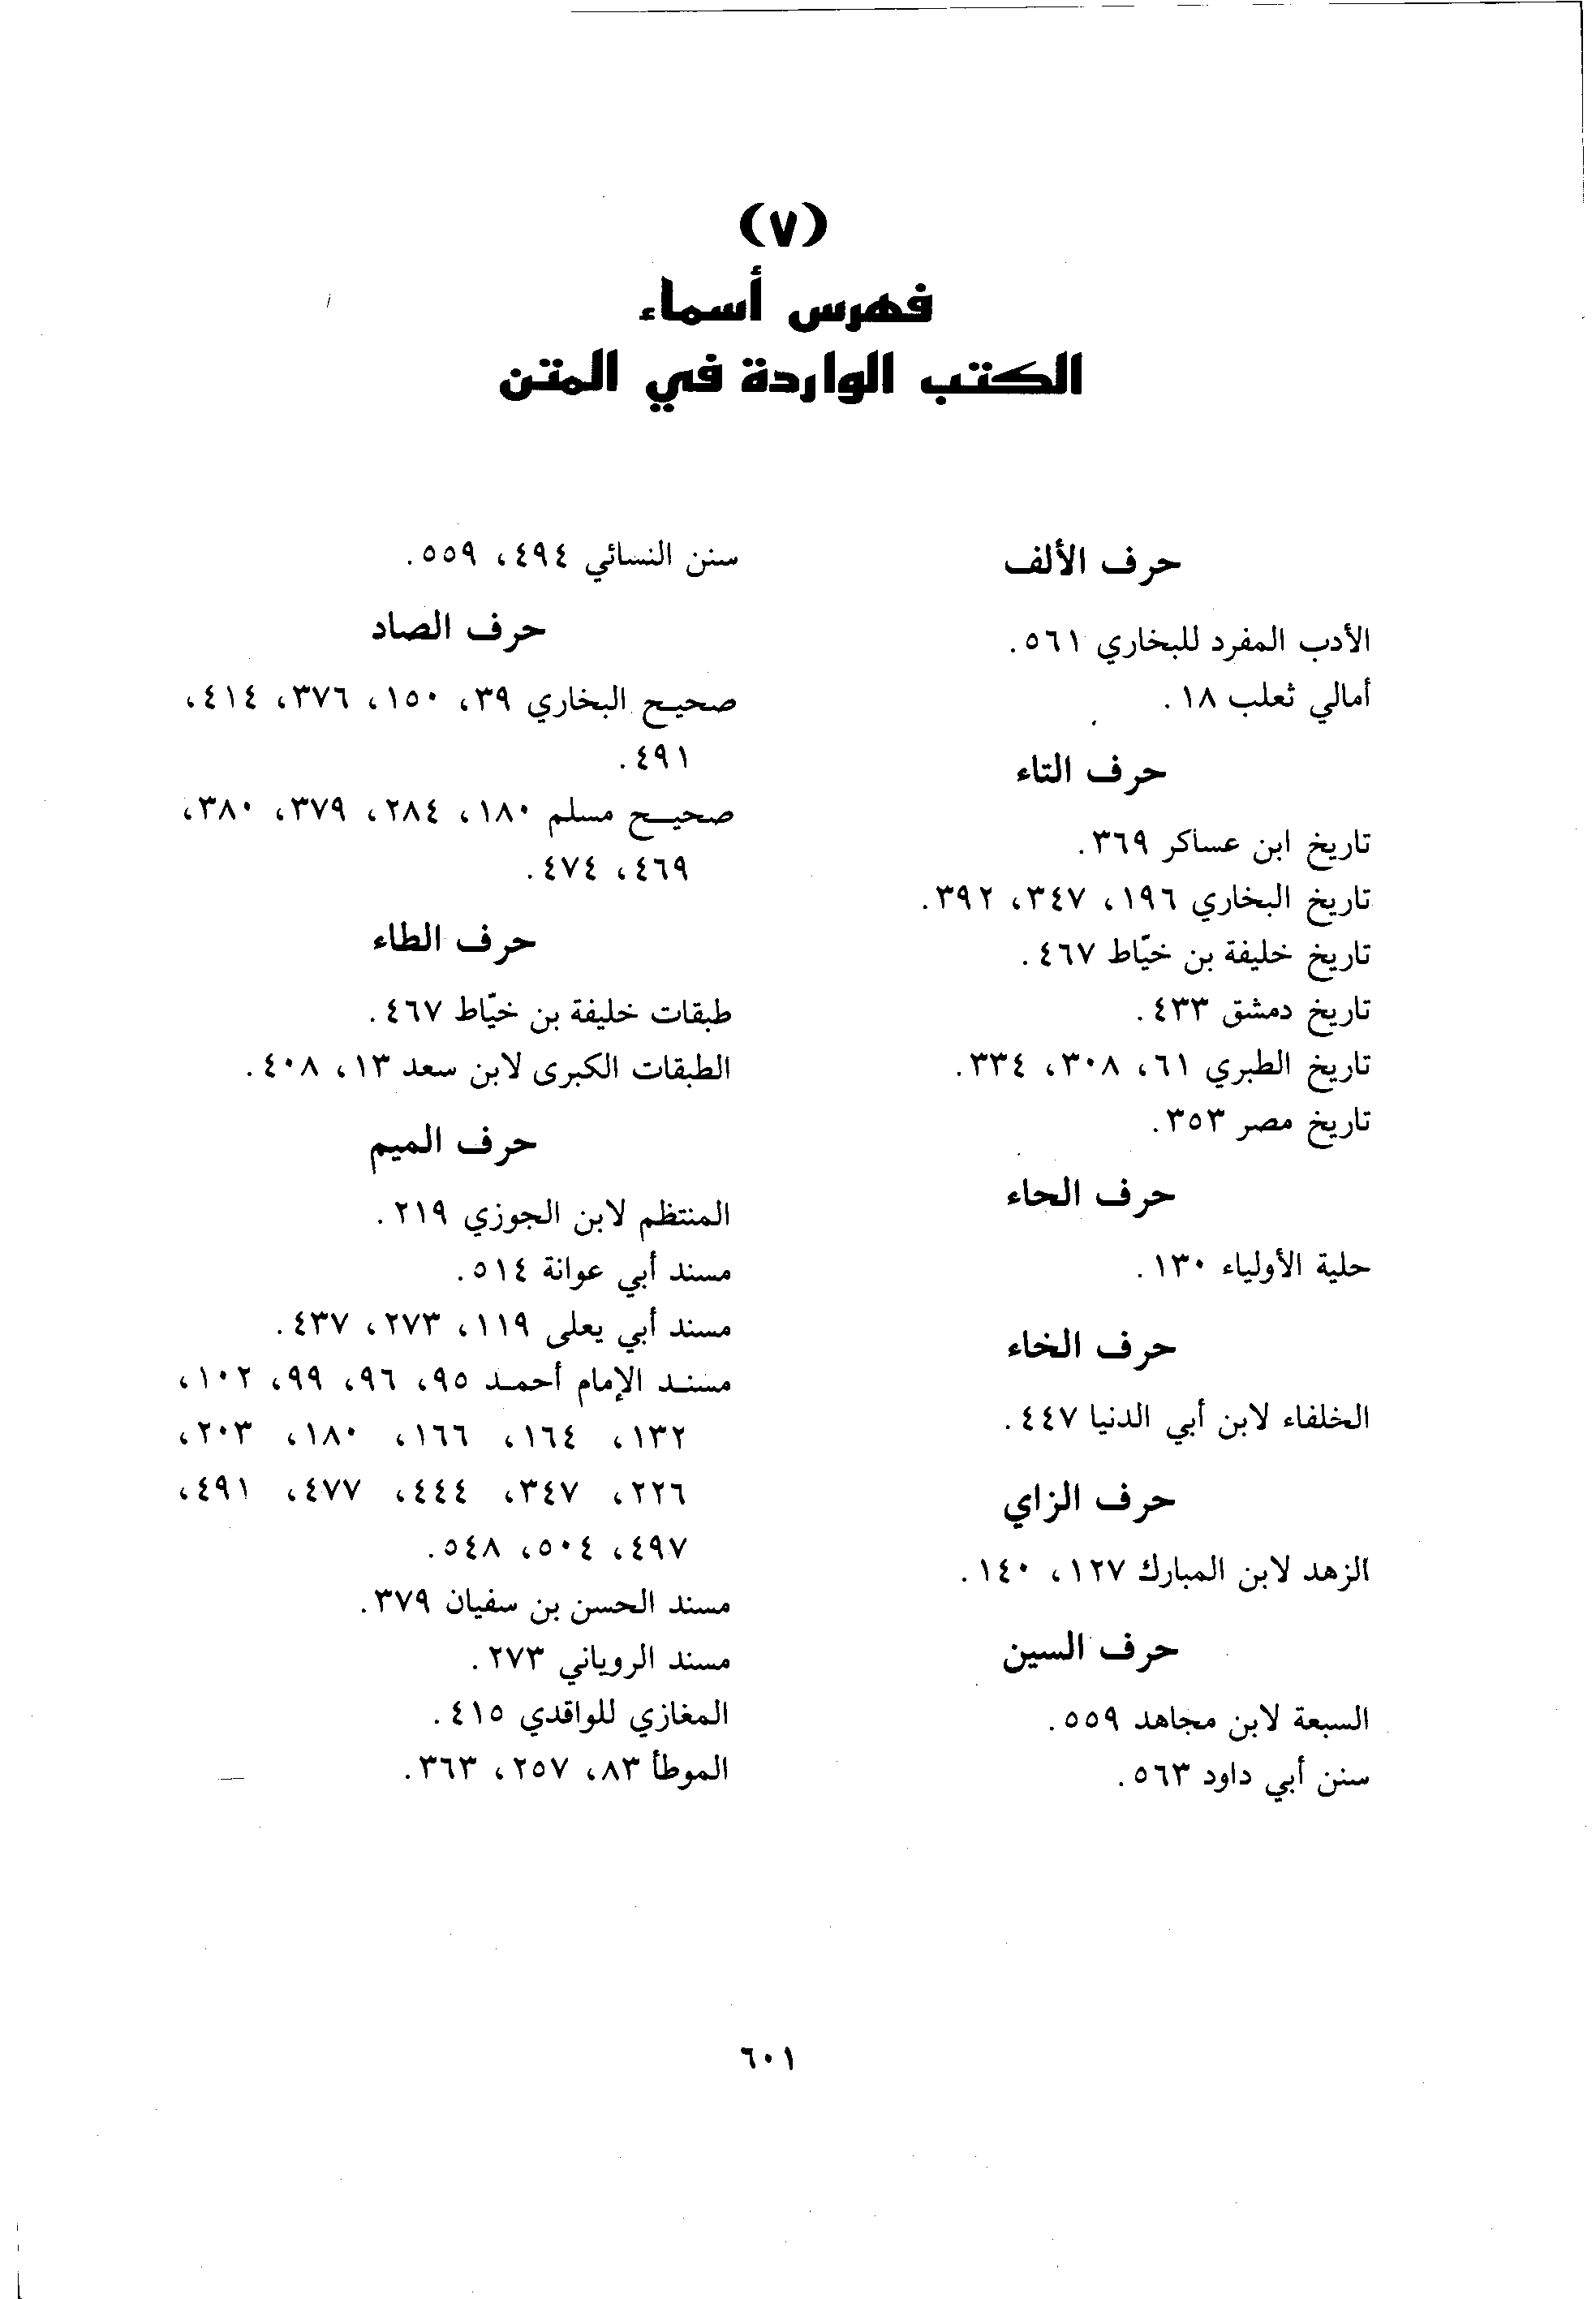 (٧)
فهرس أسماء
الكتب الواردة في المتن
حرف الألف
الأدب المفرد للبخاري ٥٦١.
أمالي ثعلب ١٨.
حرف التاء
تاريخ ابن عساكر ٣٦٩.
تاريخ البخاري ١٩٦، ٣٤٧، ٣٩٢.
تاريخ خليفة بن خيّاط ٤٦٧.
تاريخ دمشق ٤٣٣.
تاريخ الطبري ٦١، ٣٠٨، ٣٣٤.
تاريخ مصر ٣٥٣.
حرف الحاء
حلية الأولياء ١٣٠.
حرف الخاء
الخلفاء لابن أبي الدنيا ٤٤٧.
حرف الزاي
الزهد لابن المبارك ١٢٧، ١٤٠.
حرف السين
السبعة لابن مجاهد ٥٥٩.
سنن أبي داود ٥٦٣.
سنن النسائي ٤٩٤، ٥٥٩.
حرف الصاد
صحيح البخاري ٣٩، ١٥٠، ٣٧٦، ٤١٤،
٤٩١.
صحيح مسلم ١٨٠، ٢٨٤، ٣٧٩، ٣٨٠،
٤٦٩، ٤٧٤.
حرف الطاء
طبقات خليفة بن خيّاط ٤٦٧.
الطبقات الكبرى لابن سعد ١٣، ٤٠٨.
حرف الميم
المنتظم لابن الجوزي ٢١٩.
مسند أبي عوانة ٥١٤.
مسند أبي يعلى ١١٩، ٢٧٣، ٤٣٧.
مسند الإمام أحمد ٩٥، ٩٦، ٩٩، ١٠٢،
١٣٢، ١٦٤، ١٦٦، ١٨٠، ٢٠٣،
٢٢٦، ٣٤٧، ٤٤٤، ٤٧٧، ٤٩١،
٤٩٧، ٥٠٤، ٥٤٨.
مسند الحسن بن سفيان ٣٧٩.
مسند الروياني ٢٧٣.
المغازي للواقدي ٤١٥.
الموطأ ٨٣، ٢٥٧، ٣٦٣.
٦٠١